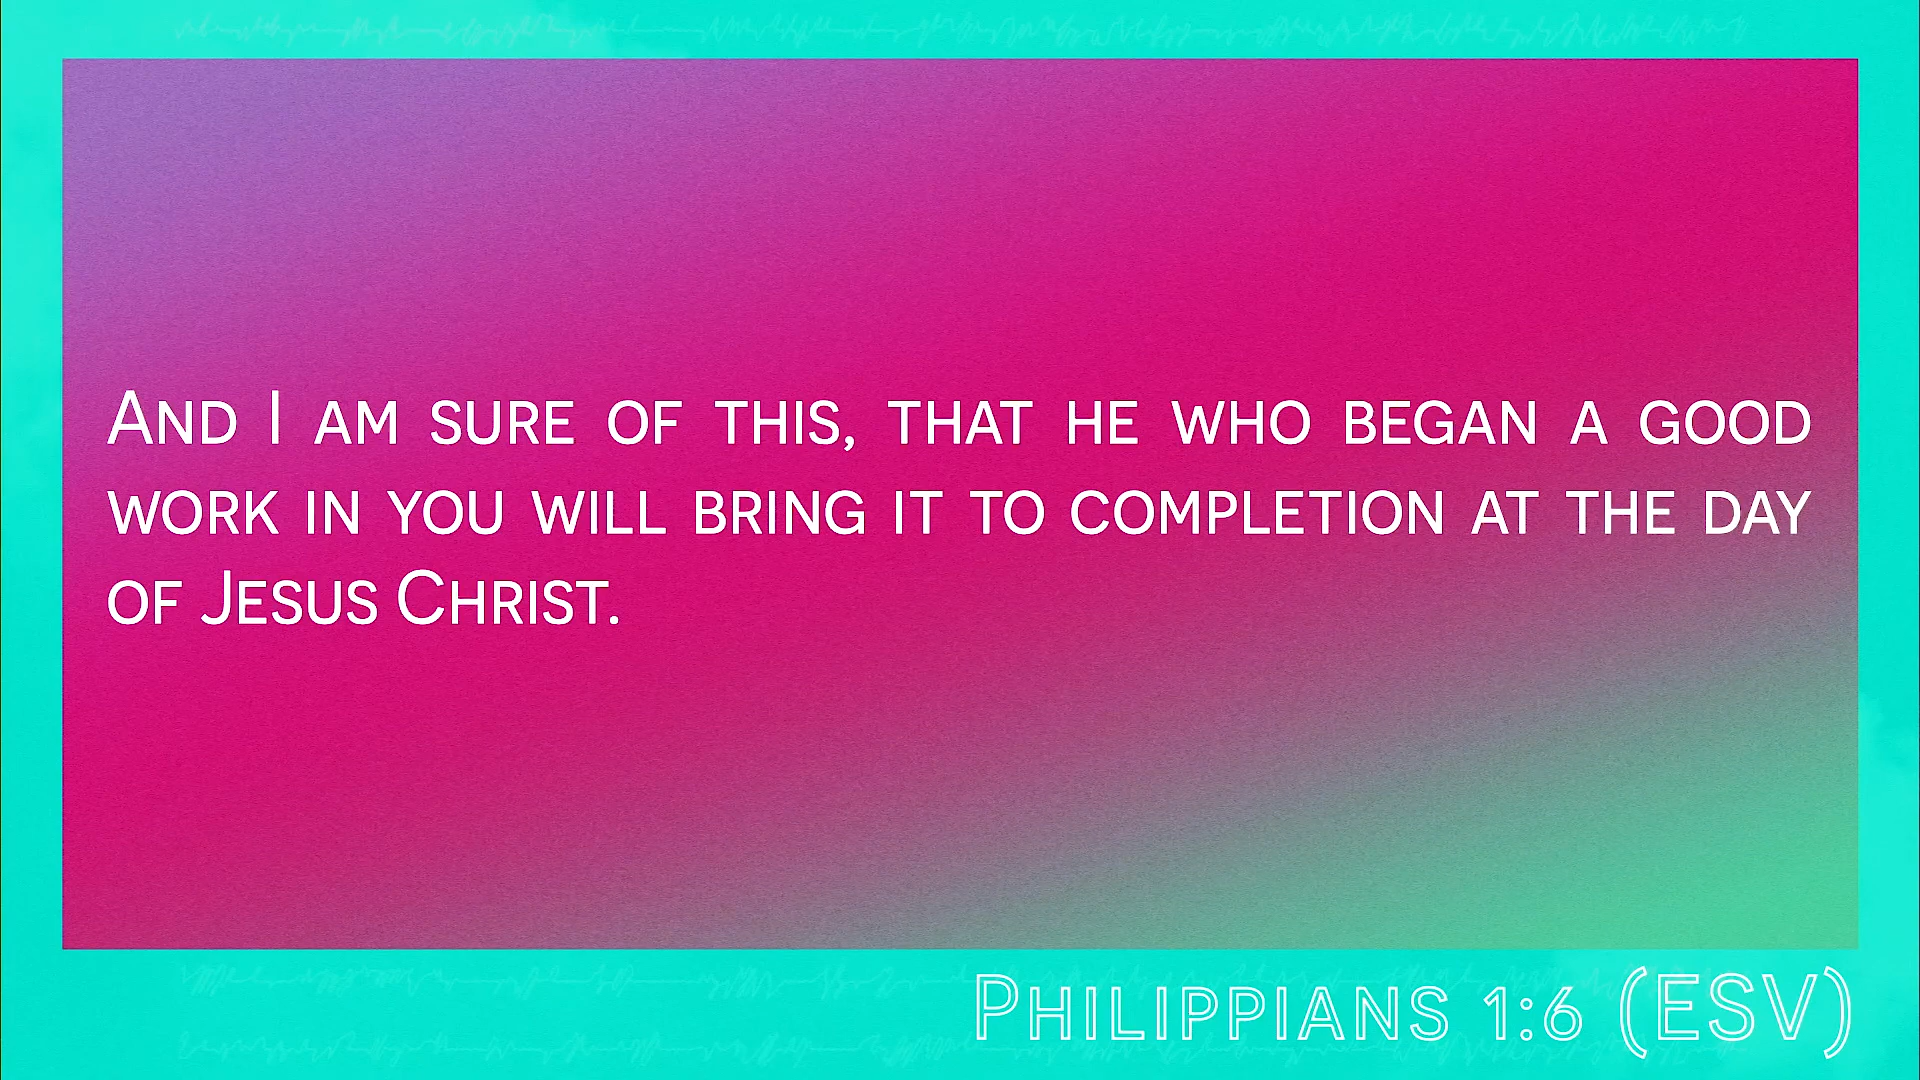 And I am sure of this, that he who began a good
work in you will bring it to completion at the day
of Jesus Christ.
Philippians 1:6 (ESV)